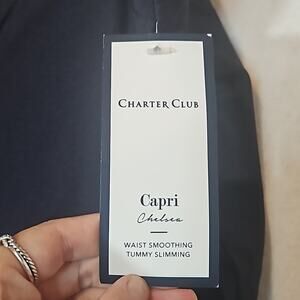 CHARTER CLUB
Capri
Chelsea
WAIST SMOOTHING
TUMMY SLIMMING